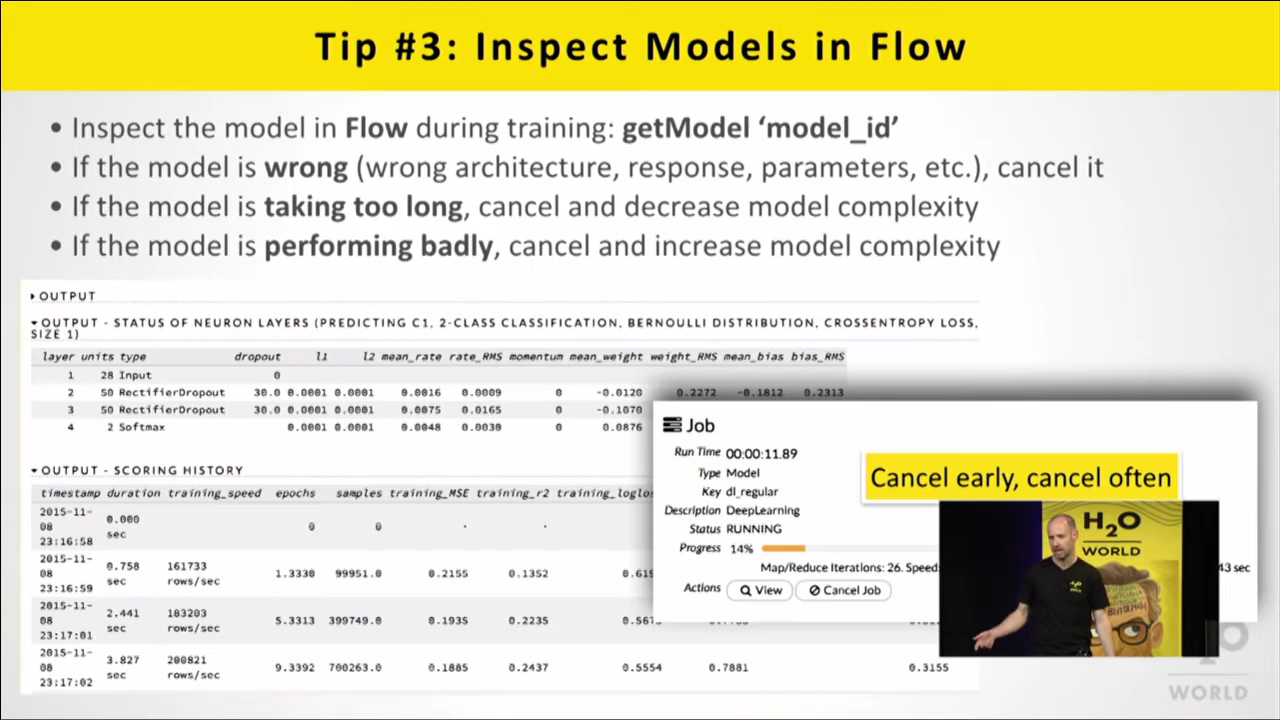 Tip #3: Inspect Models in Flow
• Inspect the model in Flow during training: getModel ‘model_id’
• If the model is wrong (wrong architecture, response, parameters, etc.), cancel it
• If the model is taking too long, cancel and decrease model complexity
• If the model is performing badly, cancel and increase model complexity
OUTPUT
OUTPUT - STATUS OF NEURON LAYERS (PREDICTING C1, 2-CLASS CLASSIFICATION, BERNOULLI DISTRIBUTION, CROSSENTROPY LOSS,
SIZE 1)
layer units type dropout l1 l2 mean_rate rate_RMS momentum mean_weight weight_RMS mean_bias bias_RMS
1 28 Input 0
2 50 RectifierDropout 30.0 0.0001 0.0001 0.0016 0.0009 0 -0.0120 0.2272 -0.1812 0.2313
3 50 RectifierDropout 30.0 0.0001 0.0001 0.0075 0.0165 0 -0.1070
4 2 Softmax 0.0001 0.0001 0.0048 0.0030 0 0.0876
OUTPUT - SCORING HISTORY
timestamp duration training_speed epochs samples training_MSE training_r2
2015-11-
08
23:16:58
0.000
sec
0 0 . .
2015-11-
08
23:16:59
0.758
sec
161733
rows/sec
1.3330 99951.0 0.2155 0.1352
2015-11-
08
23:17:01
2.441
sec
183203
rows/sec
5.3313 399749.0 0.1935 0.2235
2015-11-
08
23:17:02
3.827
sec
200821
rows/sec
9.3392 700263.0 0.1885 0.2437 0.5554 0.7881 0.3155
Job
Run Time 00:00:11.89
Type Model
Key dl_regular
Description DeepLearning
Status RUNNING
Progress 14%
Map/Reduce Iterations: 26. Speed: 43 sec
Actions View Cancel Job
Cancel early, cancel often
H2O
WORLD
WORLD